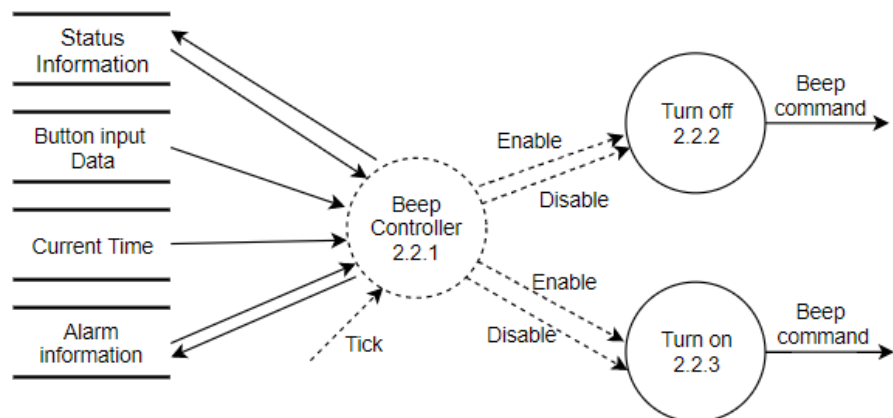 Status
Information
Button input
Data
Current Time
Alarm
information
Beep
Controller
2.2.1
Tick
Enable
Disable
Enable
Disable
Turn off
2.2.2
Beep
command
Turn on
2.2.3
Beep
command